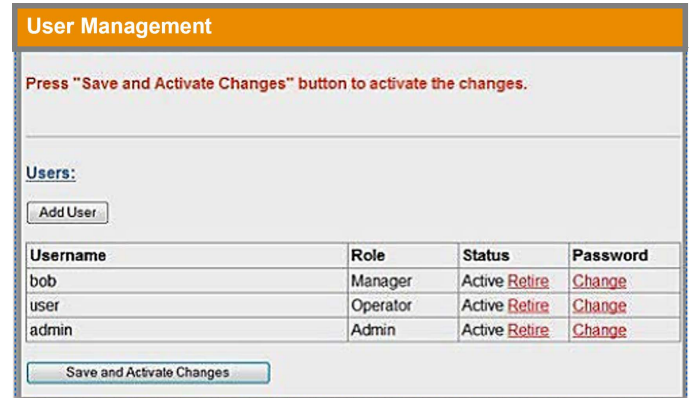 User Management
Press "Save and Activate Changes" button to activate the changes.
Users:
Add User
Username Role Status Password
bob Manager Active Retire Change
user Operator Active Retire Change
admin Admin Active Retire Change
Save and Activate Changes